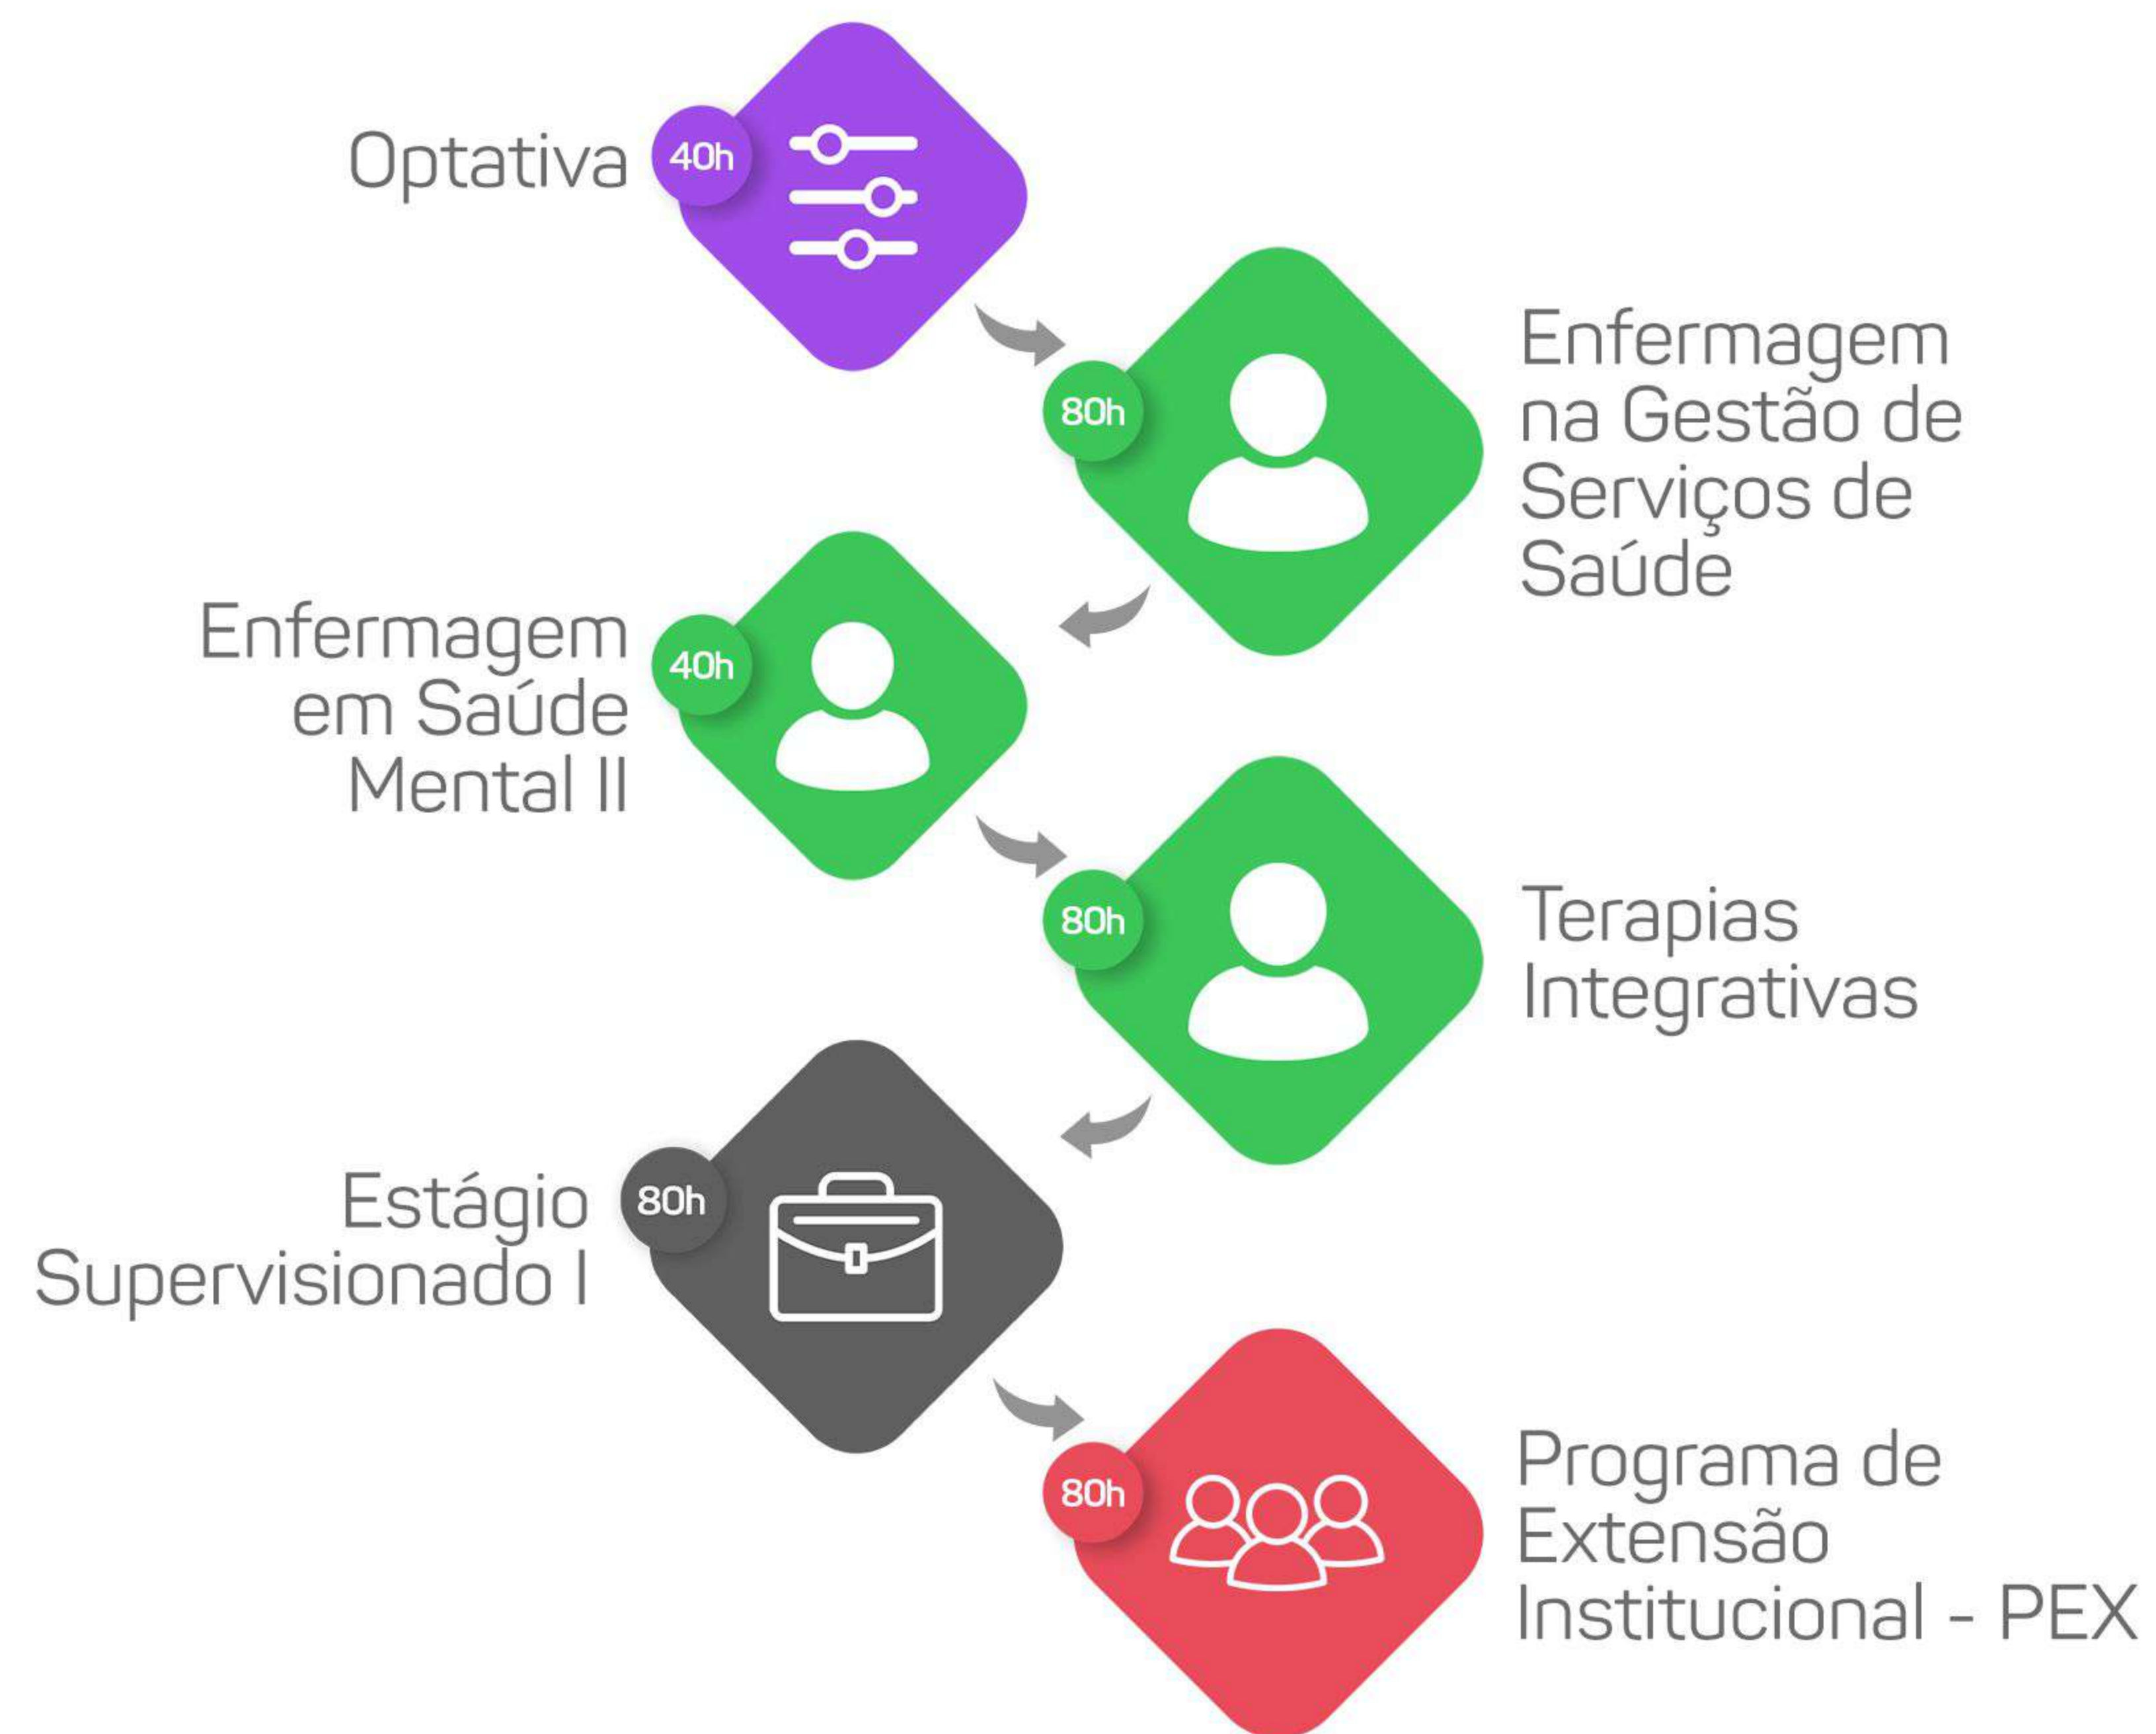 Optativa
40h
80h
Enfermagem
na Gestão de
Serviços de
Saúde
Enfermagem
em Saúde
Mental II
40h
80h
Terapias
Integrativas
Estágio
Supervisionado I
80h
80h
Programa de
Extensão
Institucional - PEX